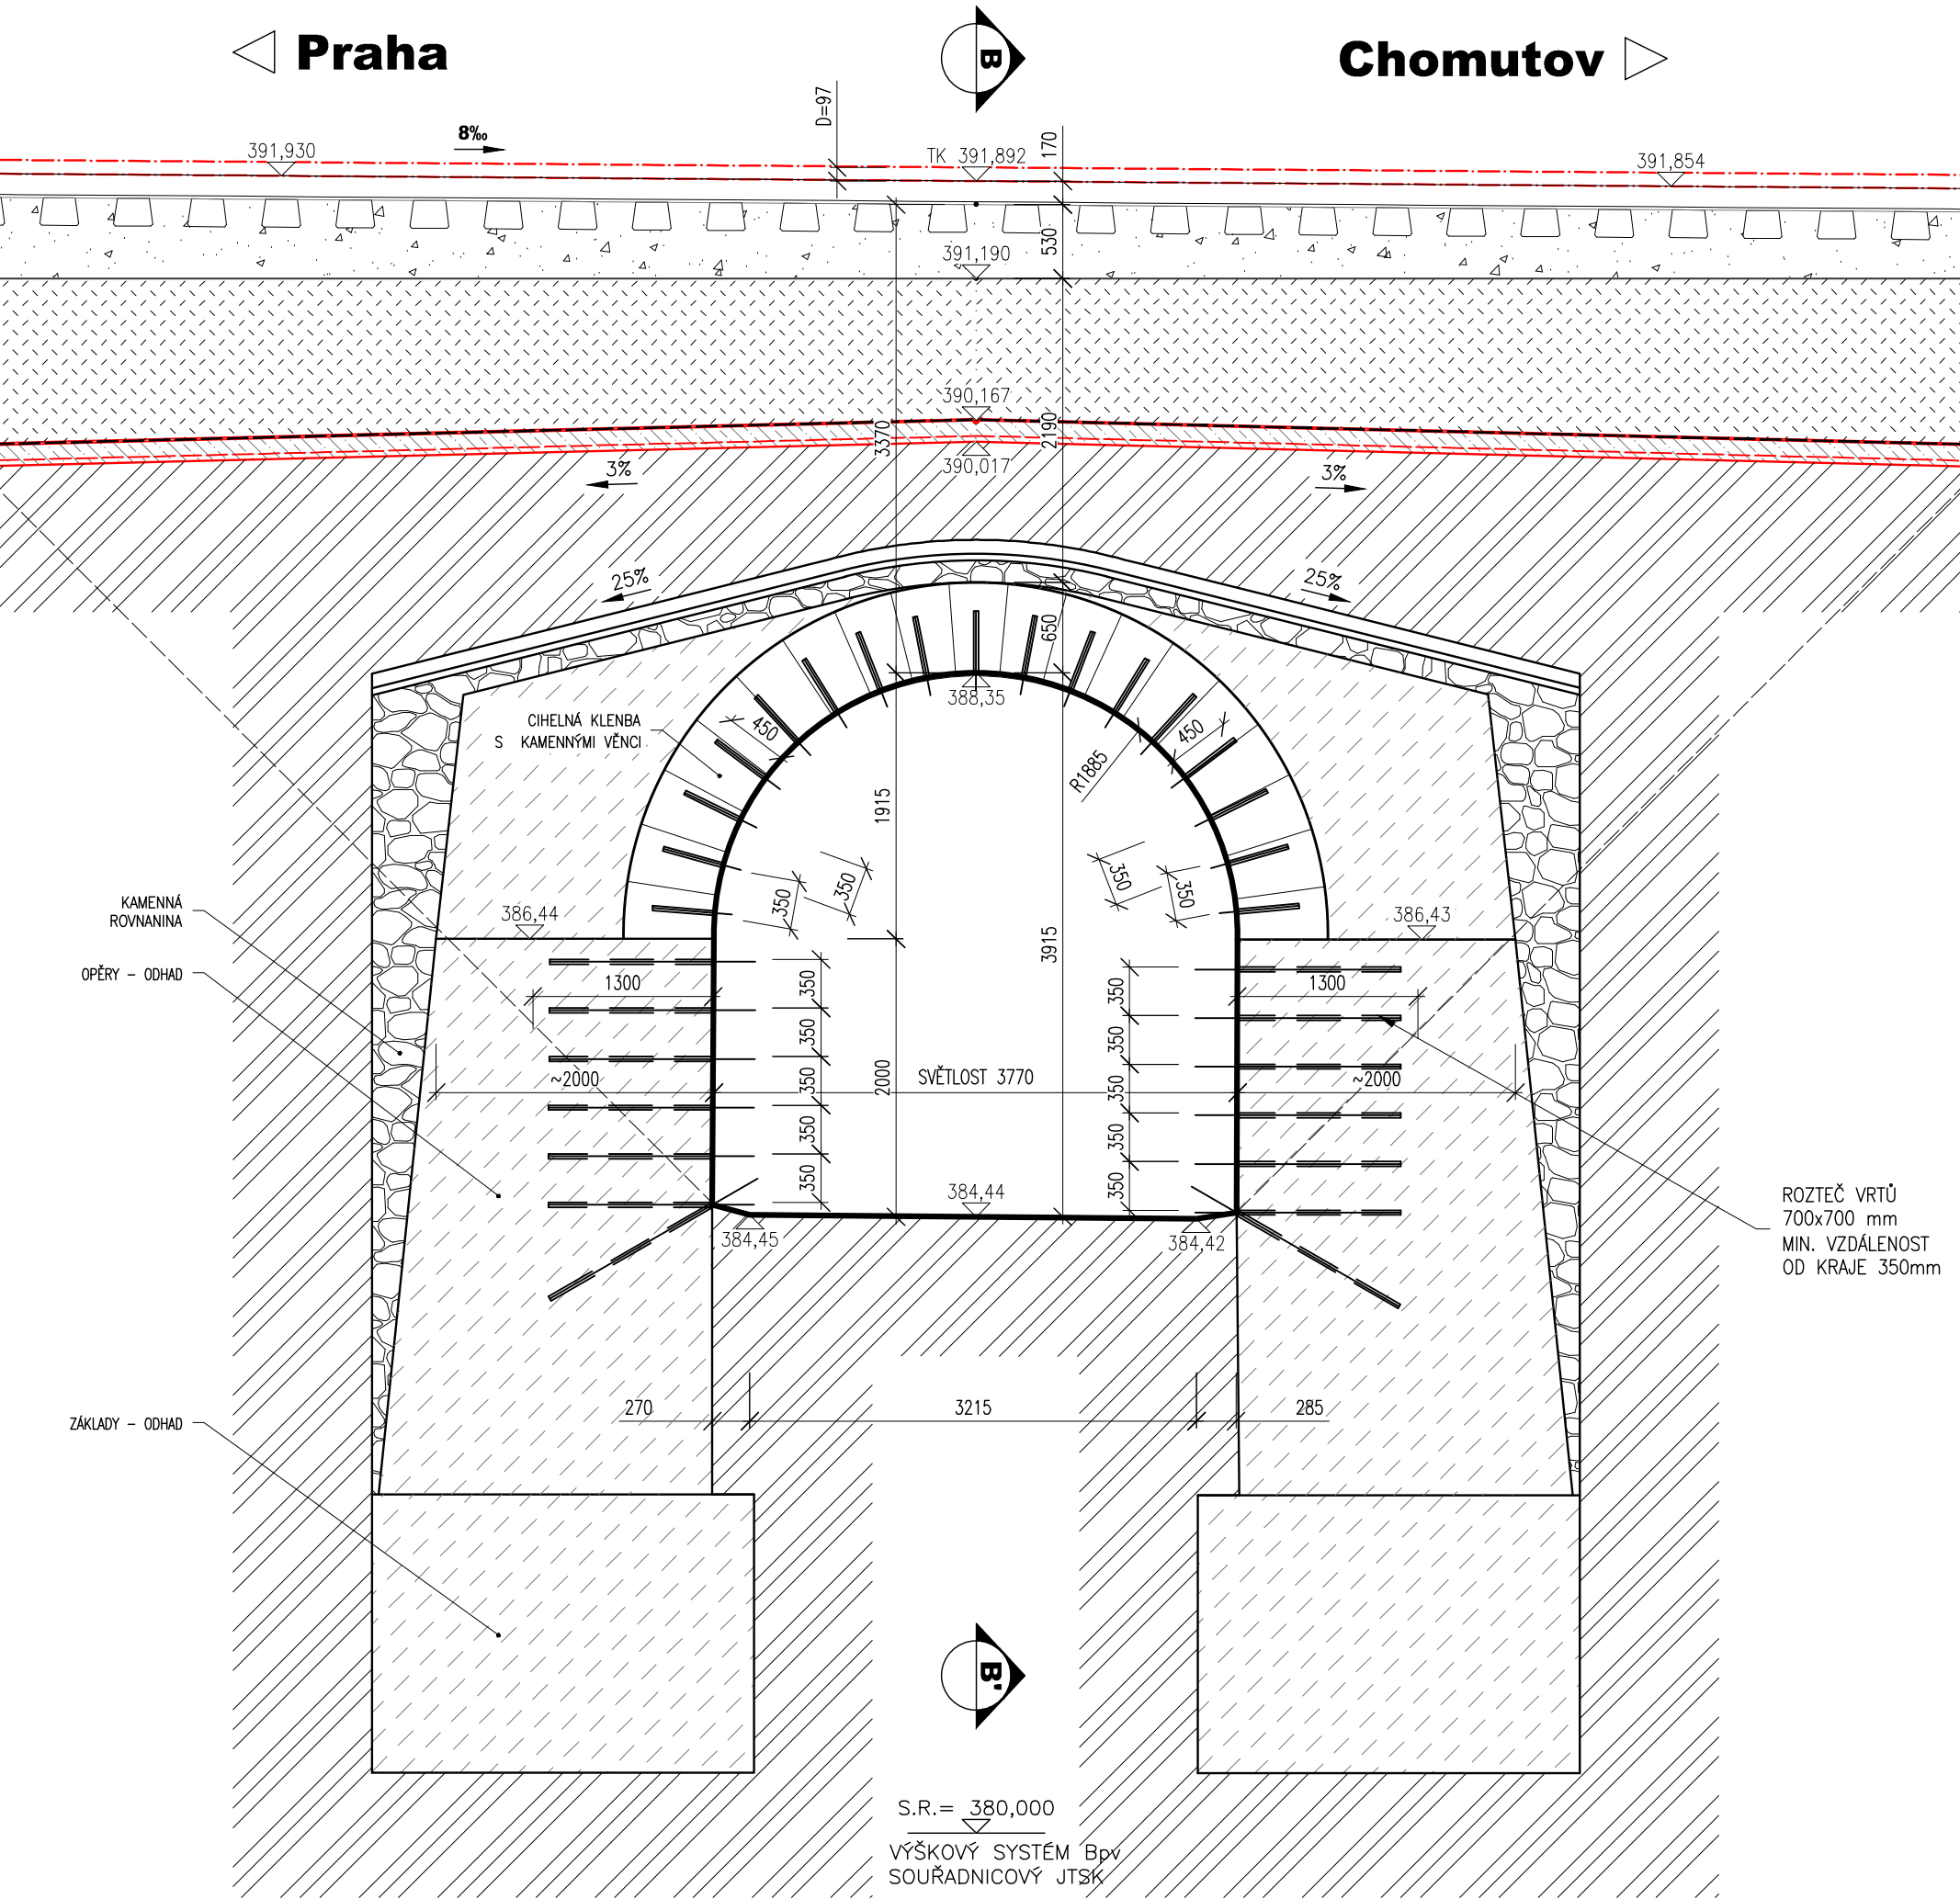 Praha
B
Chomutov
D=97
170
8‰
391,930
TK 391,892
391,854
530
391,190
390,167
3370
2190
390,017
3%
3%
25%
25%
650
388,35
CIHELNÁ KLENBA
S KAMENNÝMI VĚNCI
450
450
R1885
1915
350
350
350
350
KAMENNÁ
ROVNANINA
386,44
386,43
3915
OPĚRY – ODHAD
1300
350
350
1300
350
350
350
350
~2000
2000
SVĚTLOST 3770
~2000
350
350
350
350
384,44
384,45
384,42
ROZTEČ VRTŮ
700x700 mm
MIN. VZDÁLENOST
OD KRAJE 350mm
270
3215
285
ZÁKLADY – ODHAD
B'
S.R.= 380,000
VÝŠKOVÝ SYSTÉM Bpv
SOUŘADNICOVÝ JTSK